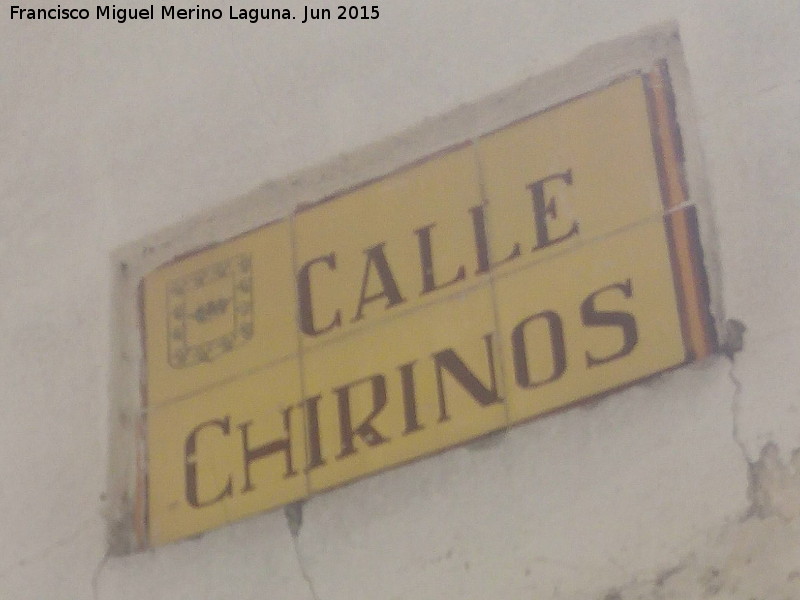 Francisco Miguel Merino Laguna. Jun 2015
CALLE
CHIRINOS